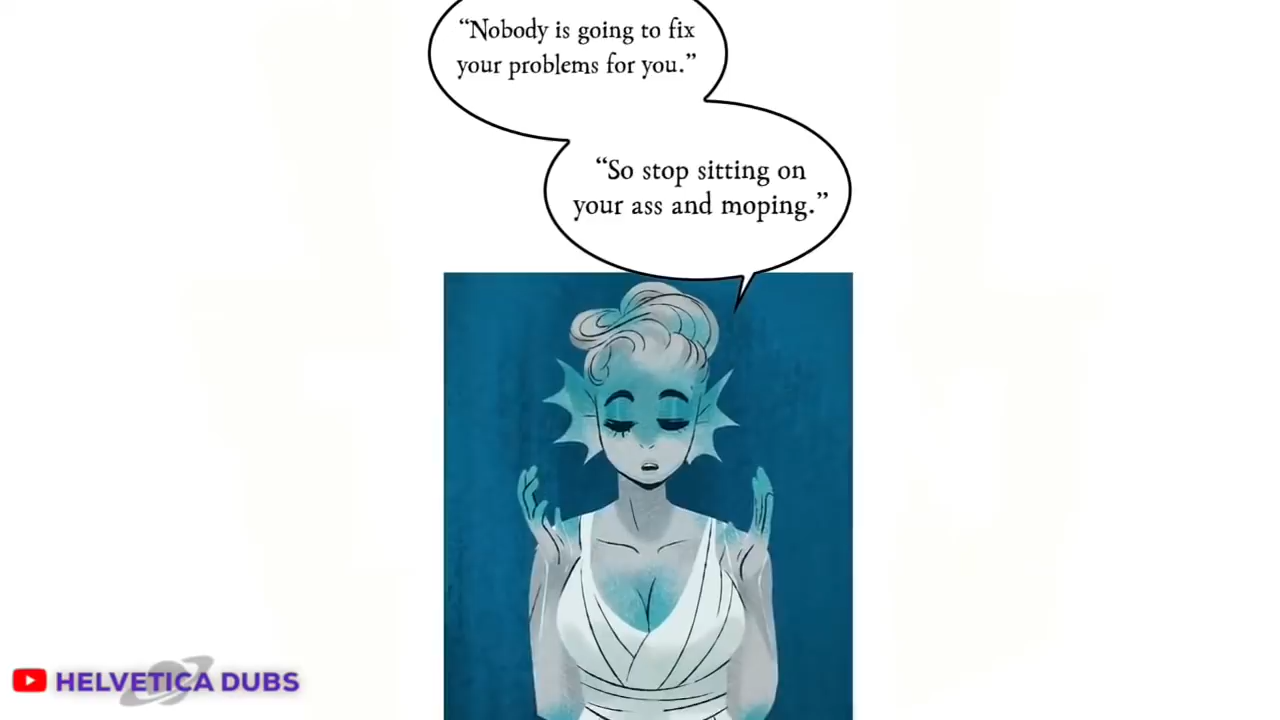 “Nobody is going to fix
your problems for you.”
“So stop sitting on
your ass and moping.”
HELVETICA DUBS